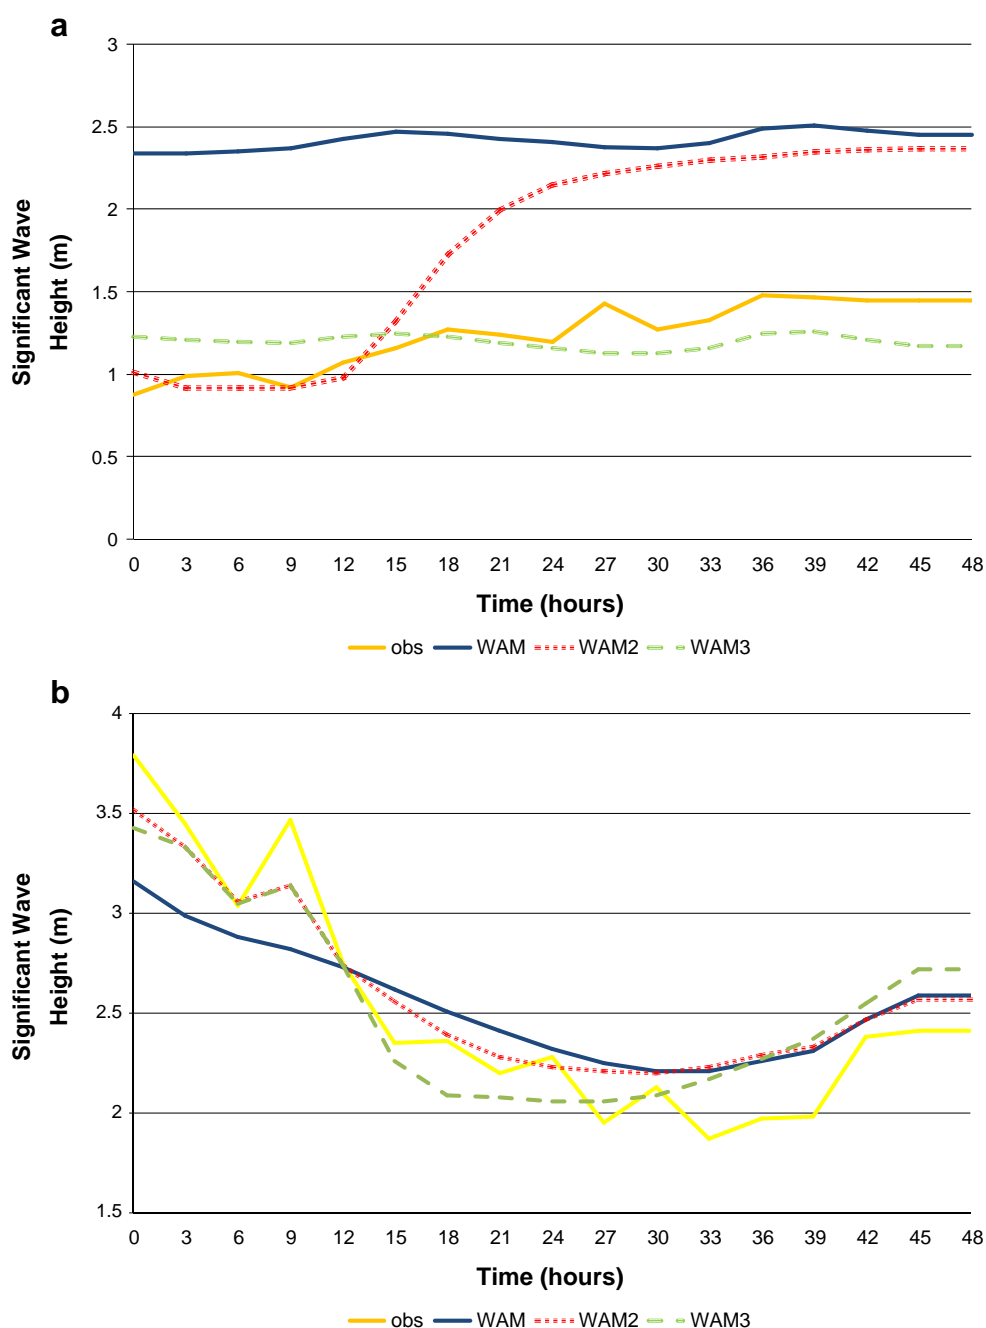 a
3
2.5
2
1.5
1
0.5
0
Significant Wave
Height (m)
0 3 6 9 12 15 18 21 24 27 30 33 36 39 42 45 48
Time (hours)
obs WAM WAM2 WAM3
b
4
3.5
3
2.5
2
1.5
Significant Wave
Height (m)
0 3 6 9 12 15 18 21 24 27 30 33 36 39 42 45 48
Time (hours)
obs WAM WAM2 WAM3